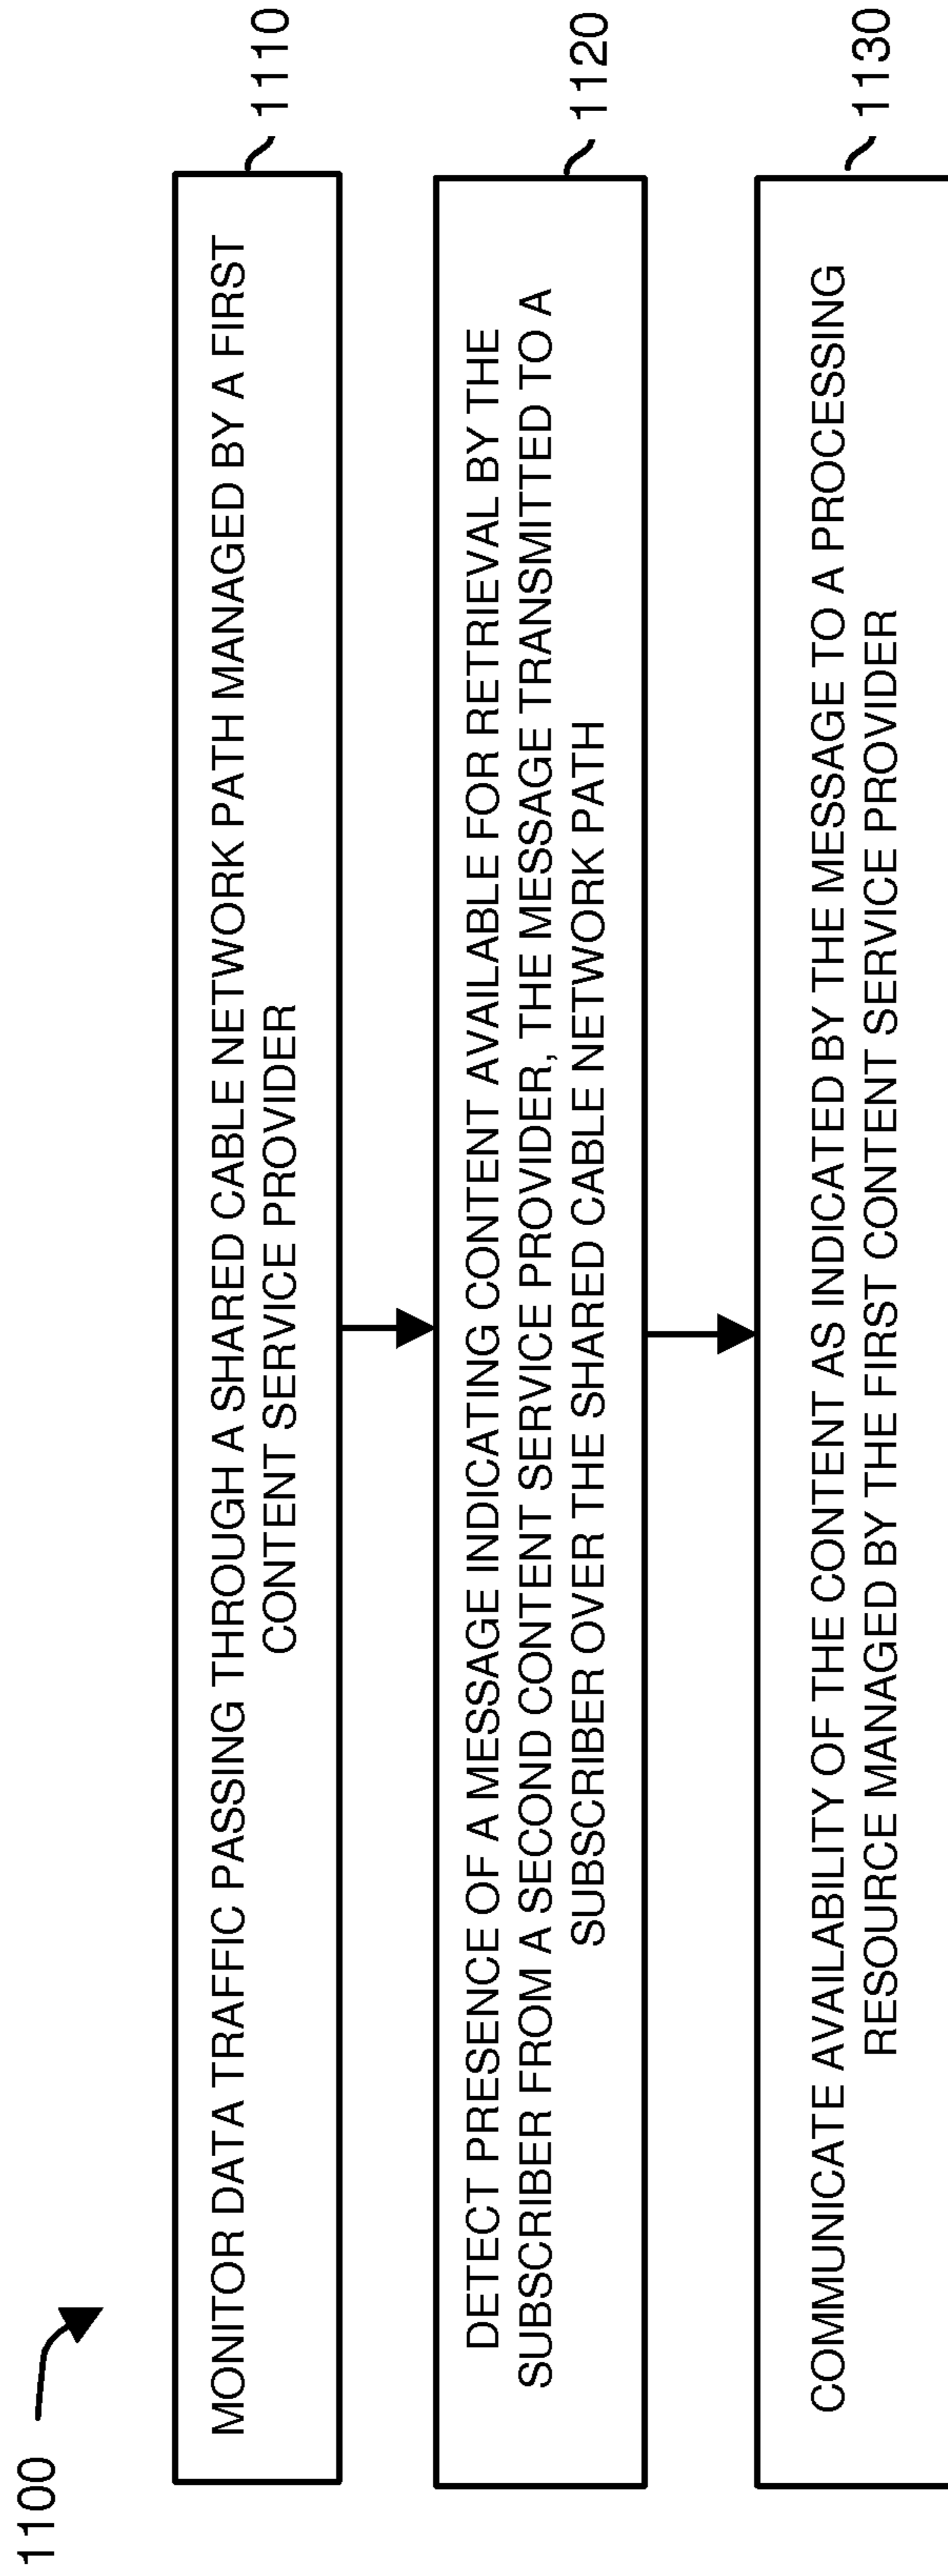 1100
MONITOR DATA TRAFFIC PASSING THROUGH A SHARED CABLE NETWORK PATH MANAGED BY A FIRST
CONTENT SERVICE PROVIDER
1110
DETECT PRESENCE OF A MESSAGE INDICATING CONTENT AVAILABLE FOR RETRIEVAL BY THE
SUBSCRIBER FROM A SECOND CONTENT SERVICE PROVIDER, THE MESSAGE TRANSMITTED TO A
SUBSCRIBER OVER THE SHARED CABLE NETWORK PATH
1120
COMMUNICATE AVAILABILITY OF THE CONTENT AS INDICATED BY THE MESSAGE TO A PROCESSING
RESOURCE MANAGED BY THE FIRST CONTENT SERVICE PROVIDER
1130